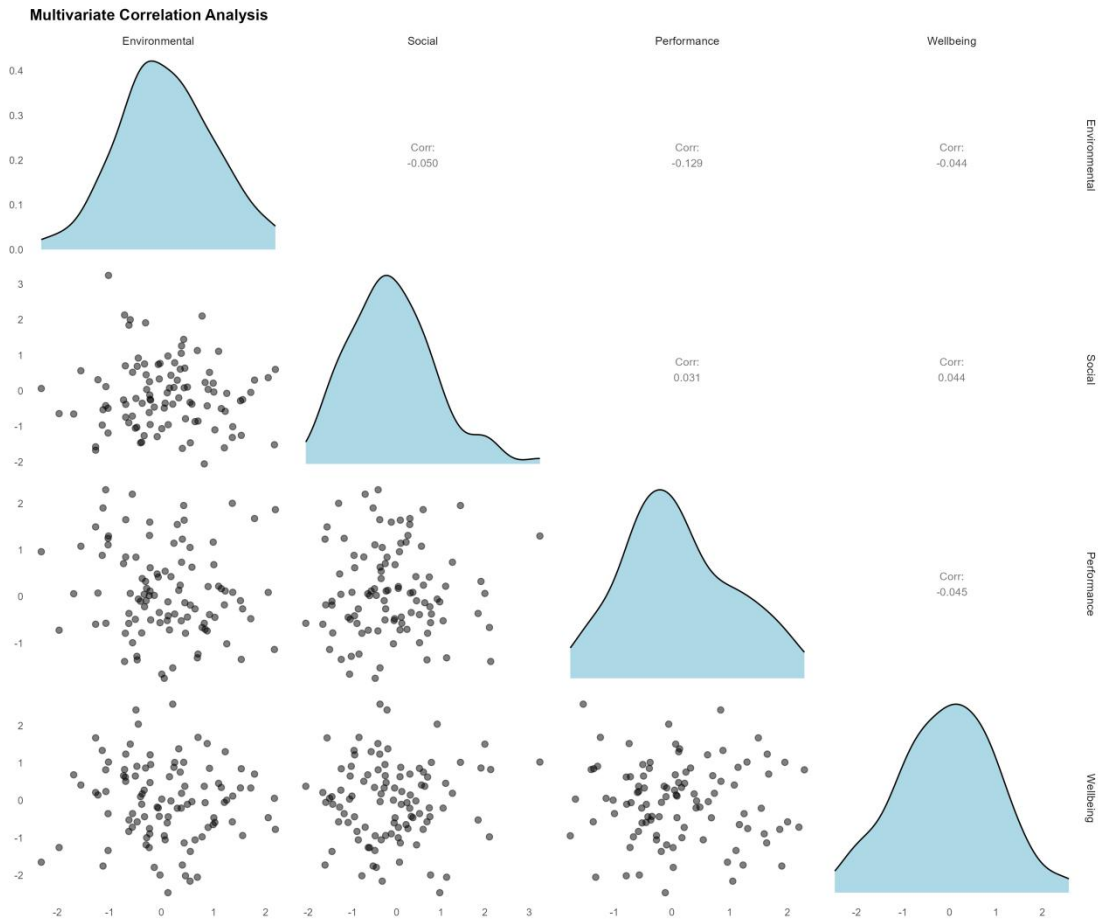 Multivariate Correlation Analysis
Environmental Social Performance Wellbeing
0.4
0.3
0.2
0.1
0.0
Corr:
-0.050
Corr:
-0.129
Corr:
-0.044
Environmental
3
2
1
0
-1
-2
Corr:
0.031
Corr:
0.044
Social
2
1
0
-1
Corr:
-0.045
Performance
2
1
0
-1
-2
Wellbeing
-2 -1 0 1 2 -2 -1 0 1 2 3 -1 0 1 2 -2 -1 0 1 2